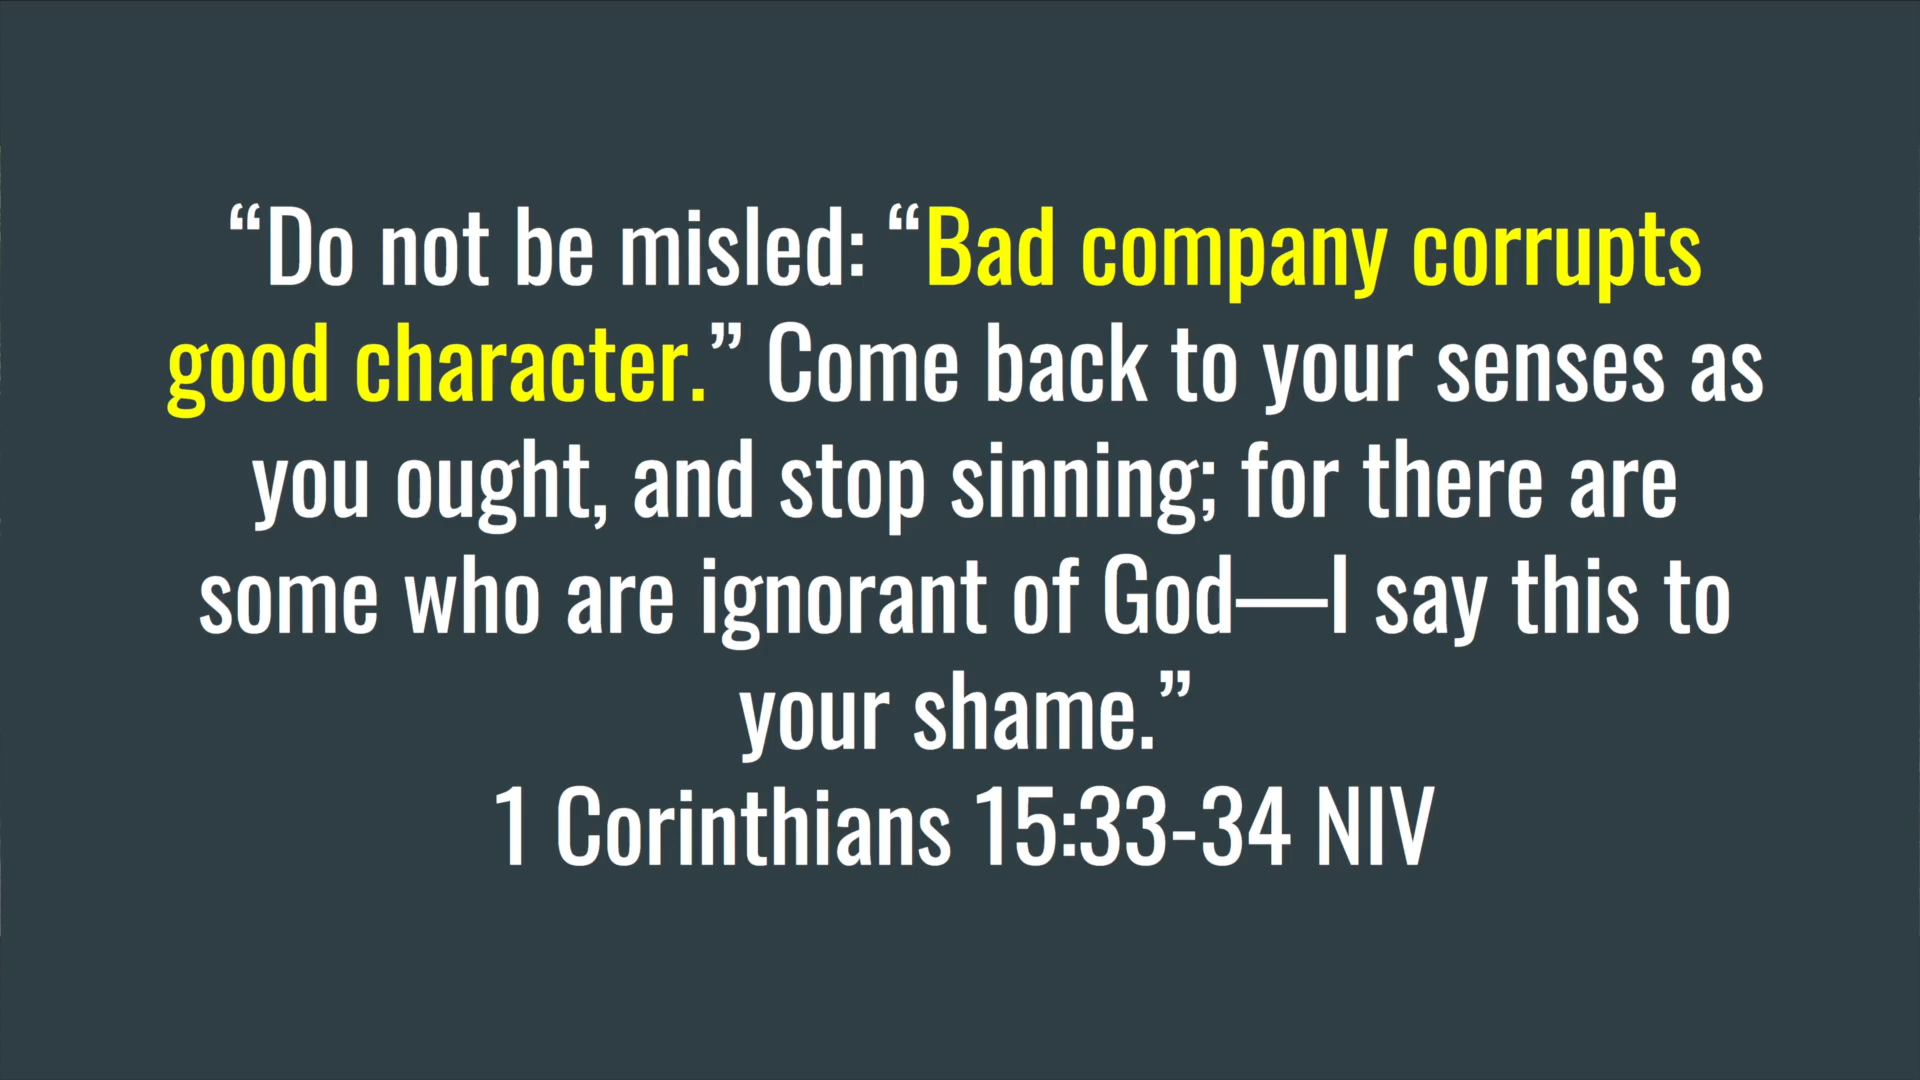 “Do not be misled: “Bad company corrupts
good character.” Come back to your senses as
you ought, and stop sinning; for there are
some who are ignorant of God—I say this to
your shame.”
1 Corinthians 15:33-34 NIV